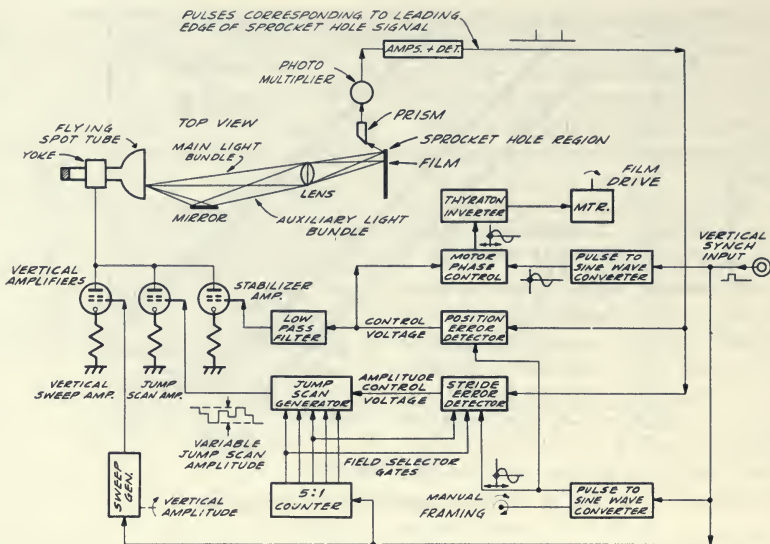 PULSES CORRESPONDING TO LEADING
EDGE OF SPROCKET HOLE SIGNAL
AMPS. + DET.
PHOTO
MULTIPLIER
PRISM
SPROCKET HOLE REGION
FILM
FLYING
SPOT TUBE
YOKE
TOP VIEW
MAIN LIGHT
BUNDLE
LENS
MIRROR
AUXILIARY LIGHT
BUNDLE
THYRATON
INVERTER
FILM
DRIVE
MTR.
MOTOR
PHASE
CONTROL
PULSE TO
SINE WAVE
CONVERTER
VERTICAL
SYNCH
INPUT
VERTICAL
AMPLIFIERS
STABILIZER
AMP.
LOW
PASS
FILTER
CONTROL
VOLTAGE
POSITION
ERROR
DETECTOR
VERTICAL
SWEEP AMP.
JUMP
SCAN AMP.
JUMP
SCAN
GENERATOR
AMPLITUDE
CONTROL
VOLTAGE
STRIDE
ERROR
DETECTOR
VARIABLE
JUMP SCAN
AMPLITUDE
FIELD SELECTOR
GATES
SWEEP
GEN.
VERTICAL
AMPLITUDE
5:1
COUNTER
MANUAL
FRAMING
PULSE TO
SINE WAVE
CONVERTER